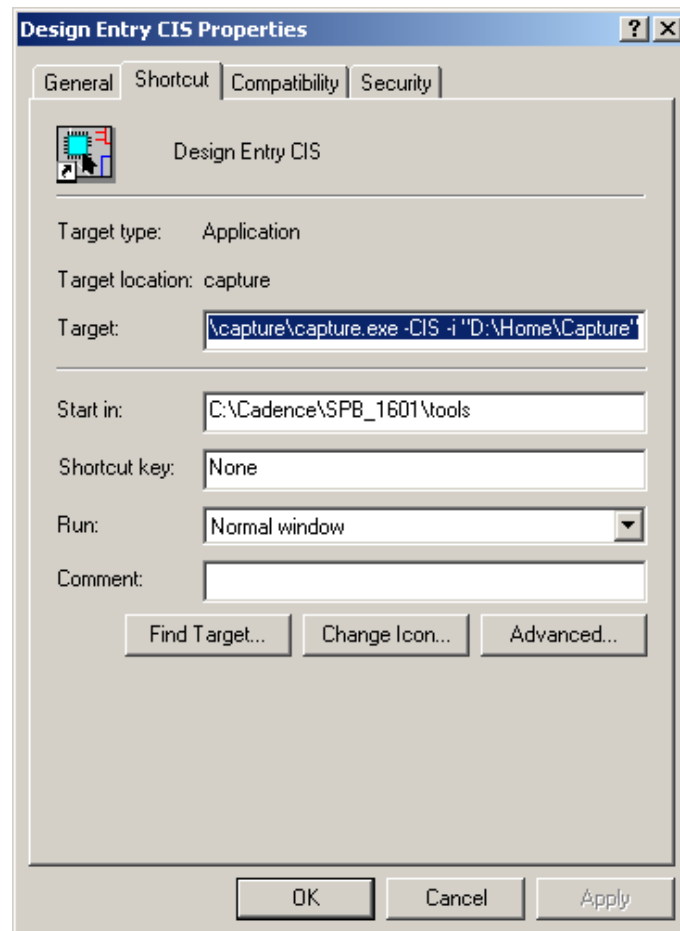 Design Entry CIS Properties
General Shortcut Compatibility Security
Design Entry CIS
Target type: Application
Target location: capture
Target: \capture\capture.exe -CIS -i "D:\Home\Capture"
Start in: C:\Cadence\SPB_1601\tools
Shortcut key: None
Run: Normal window
Comment:
Find Target... Change Icon... Advanced...
OK Cancel Apply